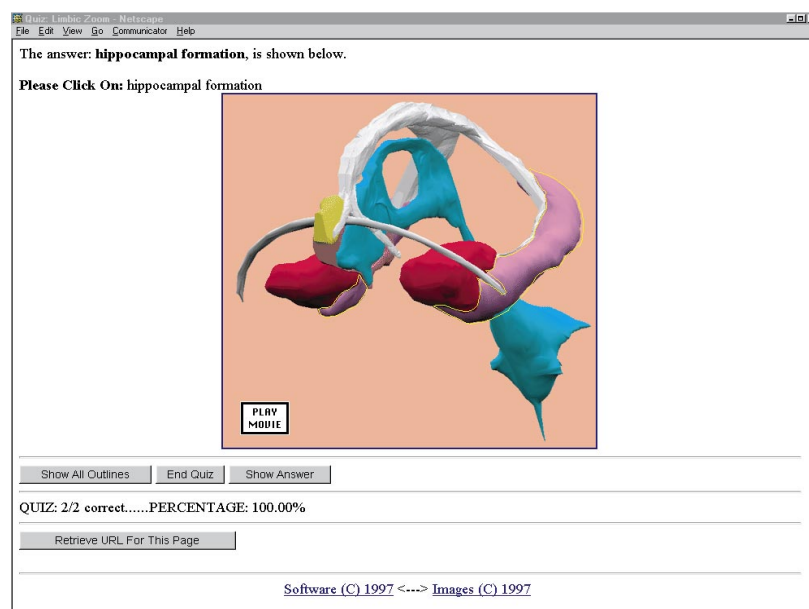 Quiz: Limbic Zoom - Netscape
File Edit View Go Communicator Help
The answer: hippocampal formation, is shown below.
Please Click On: hippocampal formation
PLAY
MOVIE
Show All Outlines End Quiz Show Answer
QUIZ: 2/2 correct......PERCENTAGE: 100.00%
Retrieve URL For This Page
Software (C) 1997 <---> Images (C) 1997